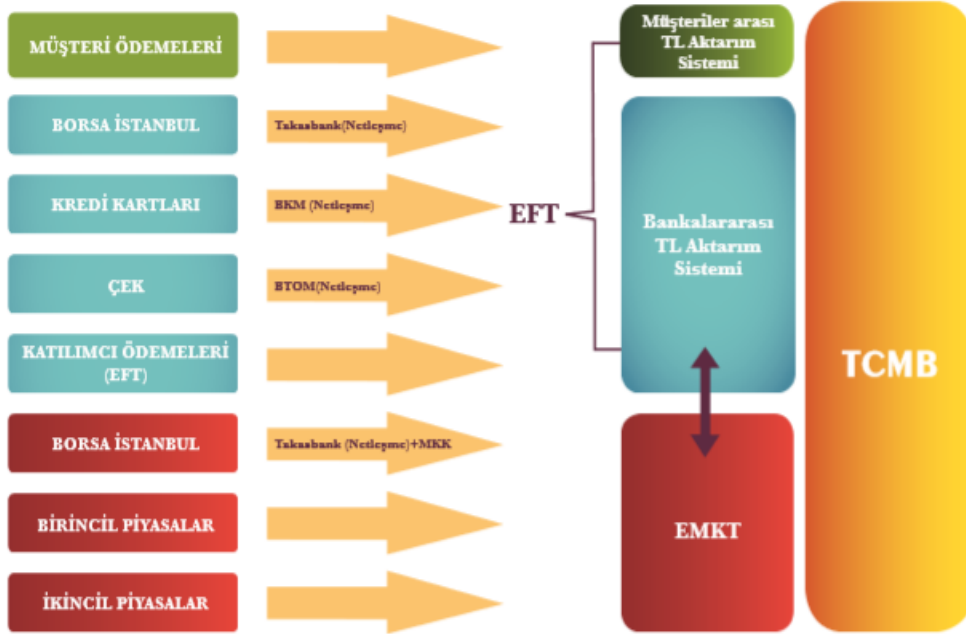 MÜŞTERİ ÖDEMELERİ
BORSA İSTANBUL
Takasbank(Netleşme)
KREDİ KARTLARI
BKM (Netleşme)
ÇEK
BTOM(Netleşme)
KATILIMCI ÖDEMELERİ
(EFT)
BORSA İSTANBUL
Takasbank (Netleşme)+MKK
BİRİNCİL PİYASALAR
İKİNCİL PİYASALAR
EFT
Müşteriler arası
TL Aktarım
Sistemi
Bankalararası
TL Aktarım
Sistemi
EMKT
TCMB